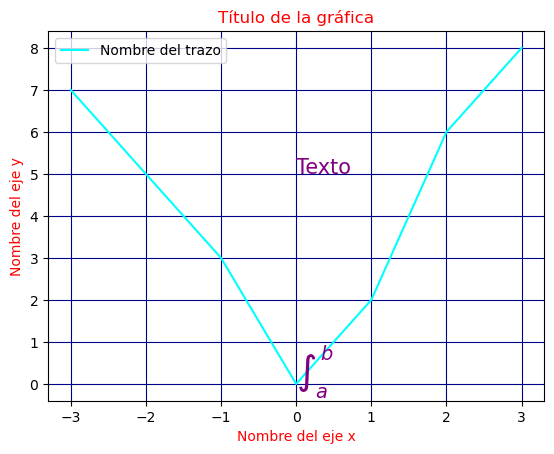 Título de la gráfica
Nombre del trazo
8
7
6
5
4
3
2
1
0
Nombre del eje y
Texto
∫ b a
−3 −2 −1 0 1 2 3
Nombre del eje x